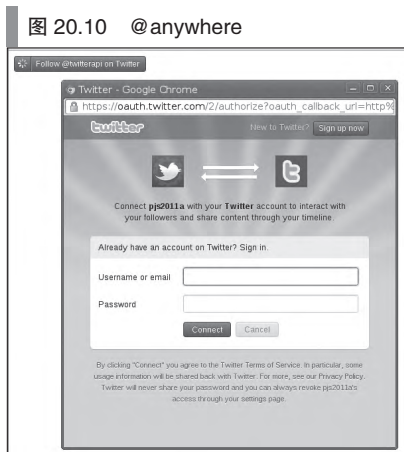 图 20.10 @anywhere
Follow @twitterapi on Twitter
Twitter - Google Chrome
https://oauth.twitter.com/2/authorize?oauth_callback_url=http%
twitter
New to Twitter? Sign up now
Connect pjs2011a with your Twitter account to interact with
your followers and share content through your timeline.
Already have an account on Twitter? Sign in.
Username or email
Password
Connect Cancel
By clicking "Connect" you agree to the Twitter Terms of Service. In particular, some
usage information will be shared back with Twitter. For more, see our Privacy Policy.
Twitter will never share your password and you can always revoke pjs2011a's
access through your settings page.